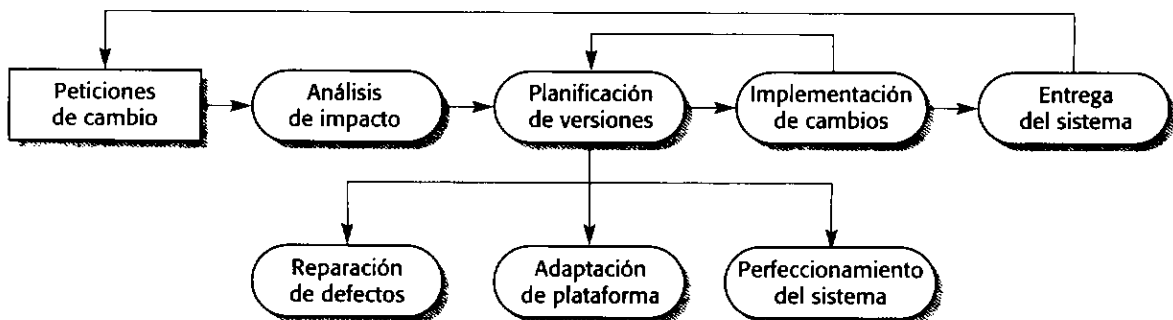 Peticiones
de cambio
Análisis
de impacto
Planificación
de versiones
Implementación
de cambios
Entrega
del sistema
Reparación
de defectos
Adaptación
de plataforma
Perfeccionamiento
del sistema